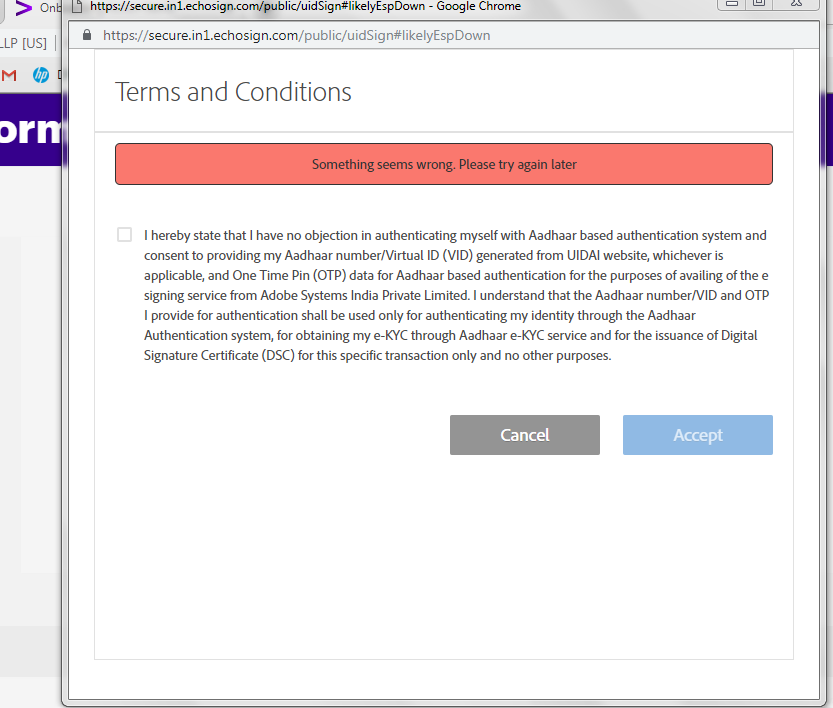 https://secure.in1.echosign.com/public/uidSign#likelyEspDown - Google Chrome
Onb
LLP [US]
https://secure.in1.echosign.com/public/uidSign#likelyEspDown
hp
orm
Terms and Conditions
Something seems wrong. Please try again later
I hereby state that I have no objection in authenticating myself with Aadhaar based authentication system and
consent to providing my Aadhaar number/Virtual ID (VID) generated from UIDAI website, whichever is
applicable, and One Time Pin (OTP) data for Aadhaar based authentication for the purposes of availing of the e
signing service from Adobe Systems India Private Limited. I understand that the Aadhaar number/VID and OTP
I provide for authentication shall be used only for authenticating my identity through the Aadhaar
Authentication system, for obtaining my e-KYC through Aadhaar e-KYC service and for the issuance of Digital
Signature Certificate (DSC) for this specific transaction only and no other purposes.
Cancel
Accept